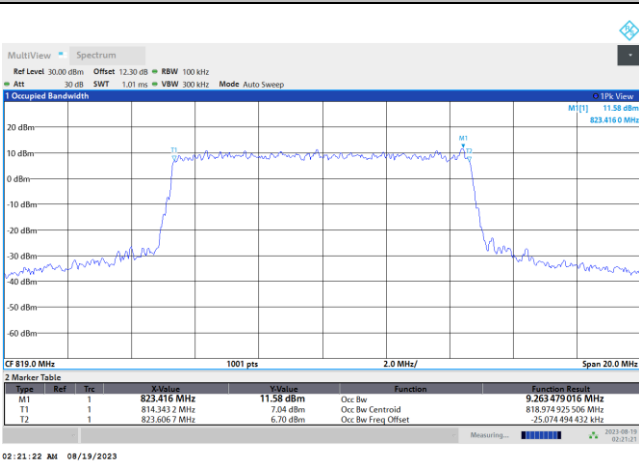 MultiView Spectrum
Ref Level 30.00 dBm Offset 12.30 dB RBW 100 kHz
Att 30 dB SWT 1.01 ms VBW 300 kHz Mode Auto Sweep
1 Occupied Bandwidth 1Pk View
M1[1] 11.58 dBm
823.416 0 MHz
20 dBm
M1
T1 T2
10 dBm
0 dBm
-10 dBm
-20 dBm
-30 dBm
-40 dBm
-50 dBm
-60 dBm
CF 819.0 MHz 1001 pts 2.0 MHz/ Span 20.0 MHz
2 Marker Table
Type Ref Trc X-Value Y-Value Function Function Result
M1 1 823.416 MHz 11.58 dBm Occ Bw 9.263 479 016 MHz
T1 1 814.343 2 MHz 7.04 dBm Occ Bw Centroid 818.974 925 506 MHz
T2 1 823.606 7 MHz 6.70 dBm Occ Bw Freq Offset -25.074 494 432 kHz
Measuring... 2023-08-19
02:21:21
02:21:22 AM 08/19/2023